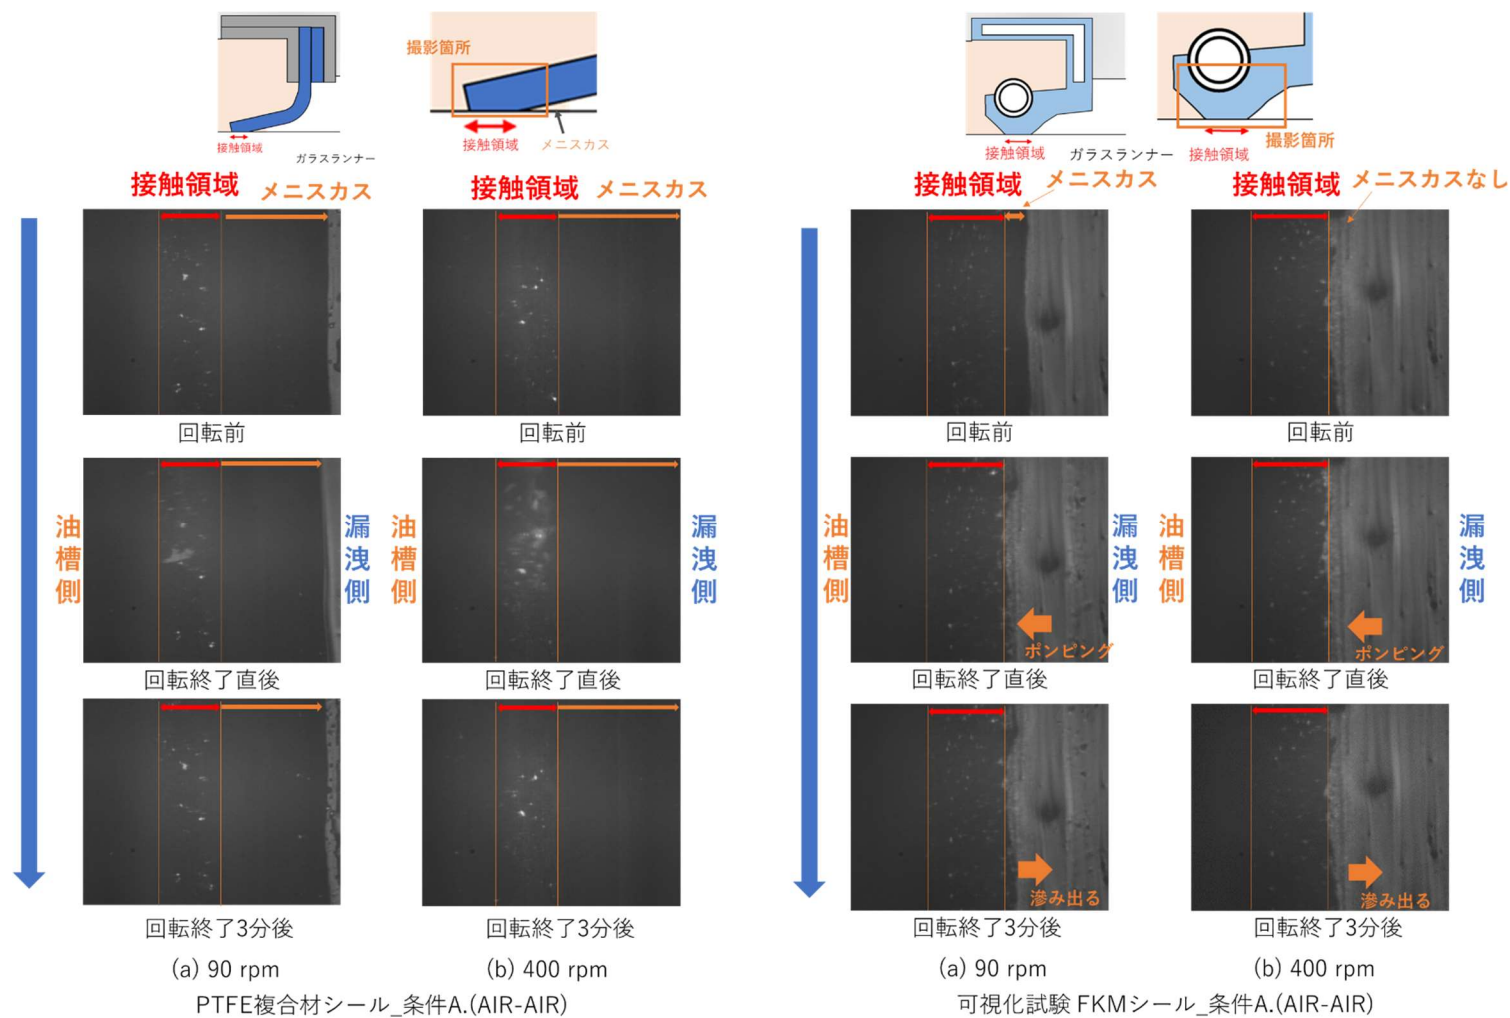 撮影箇所
接触領域
ガラスランナー
接触領域
メニスカス
接触領域
メニスカス
接触領域
メニスカス
回転前
回転前
油槽側
漏洩側
油槽側
漏洩側
回転終了直後
回転終了直後
回転終了3分後
回転終了3分後
(a) 90 rpm
(b) 400 rpm
PTFE複合材シール_条件A.(AIR-AIR)
接触領域
ガラスランナー
接触領域
撮影箇所
接触領域
メニスカス
接触領域
メニスカスなし
回転前
回転前
油槽側
漏洩側
油槽側
漏洩側
ポンピング
ポンピング
回転終了直後
回転終了直後
滲み出る
滲み出る
回転終了3分後
回転終了3分後
(a) 90 rpm
(b) 400 rpm
可視化試験 FKMシール_条件A.(AIR-AIR)